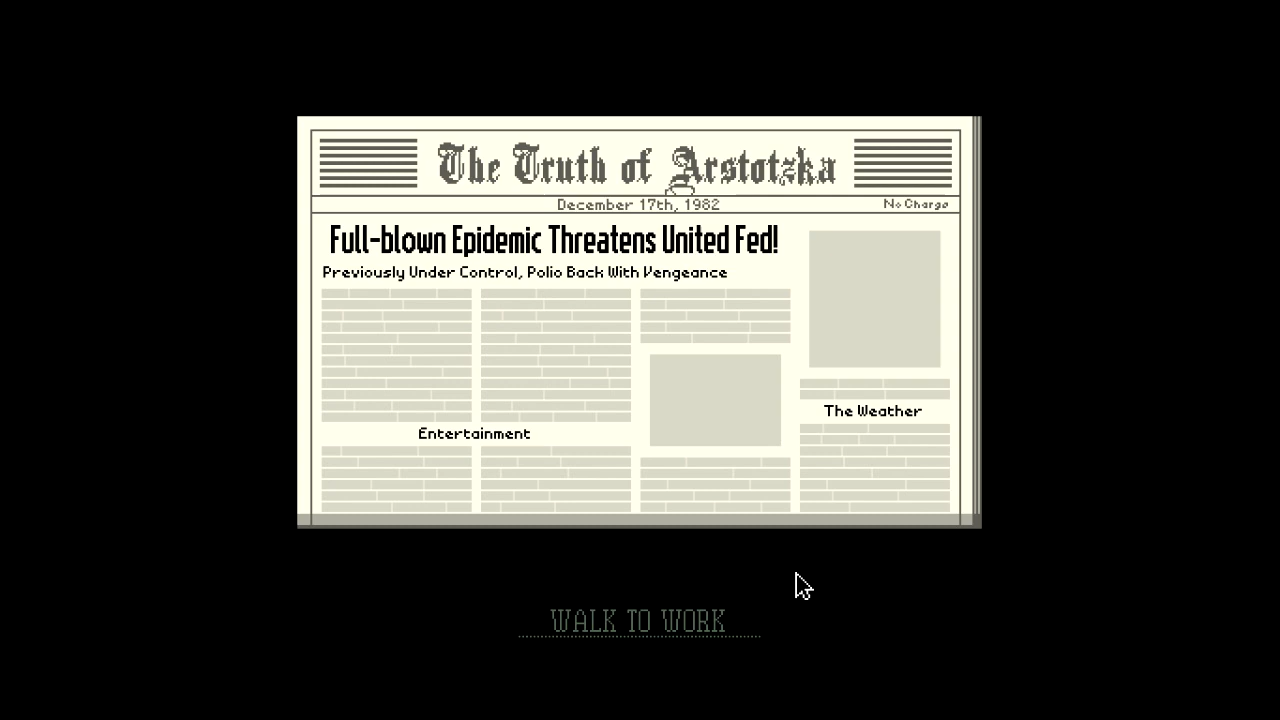 The Truth of Arstotzka
December 17th, 1982
No Charge
Full-blown Epidemic Threatens United Fed!
Previously Under Control, Polio Back With Vengeance
The Weather
Entertainment
WALK TO WORK